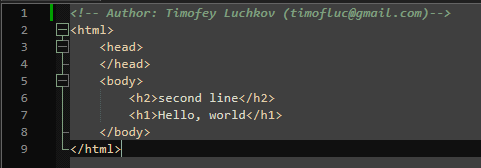 1 <!-- Author: Timofey Luchkov (timofluc@gmail.com)-->
2 <html>
3 <head>
4 </head>
5 <body>
6 <h2>second line</h2>
7 <h1>Hello, world</h1>
8 </body>
9 </html>